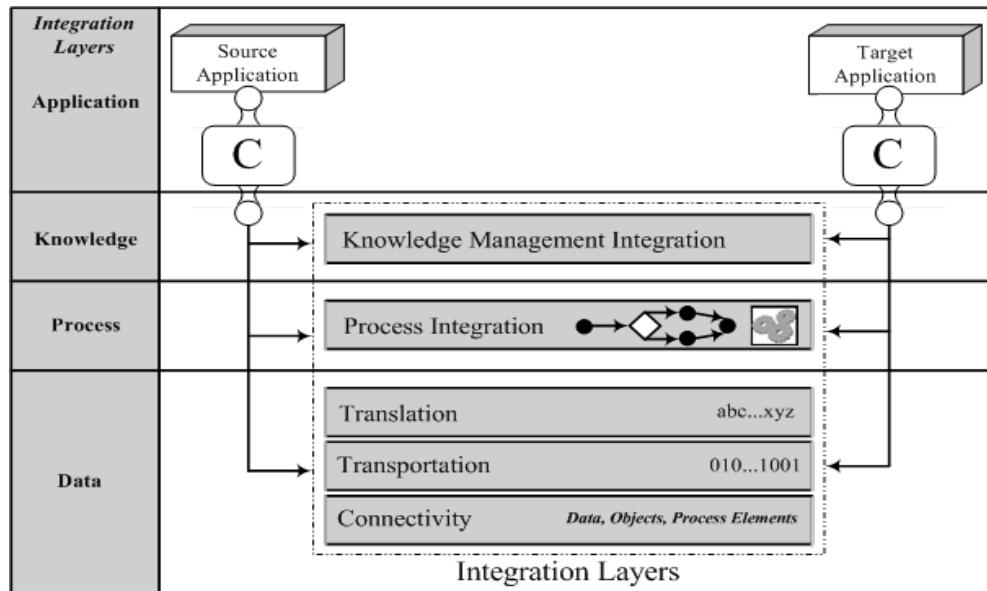 Integration
Layers
Application
Source
Application
Target
Application
C
C
Knowledge
Knowledge Management Integration
Process
Process Integration
Data
Translation
abc...xyz
Transportation
010...1001
Connectivity
Data, Objects, Process Elements
Integration Layers